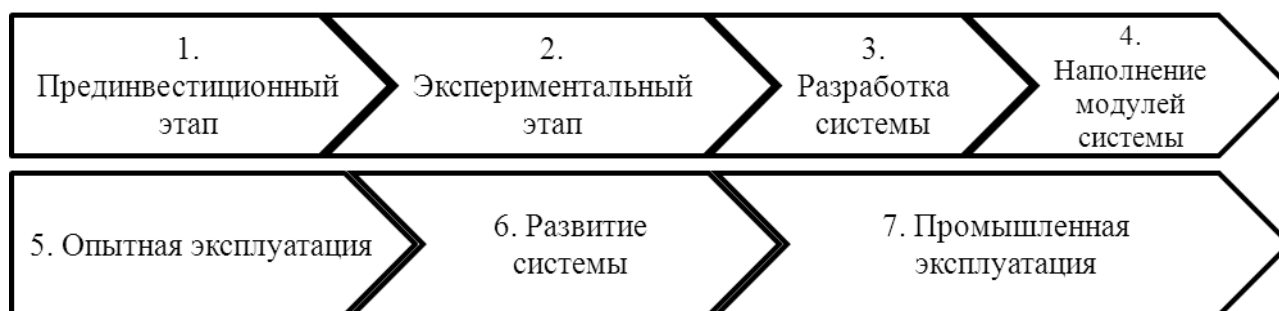 1.
Прединвестиционный
этап
2.
Экспериментальный
этап
3.
Разработка
системы
4.
Наполнение
модулей
системы
5. Опытная эксплуатация
6. Развитие
системы
7. Промышленная
эксплуатация